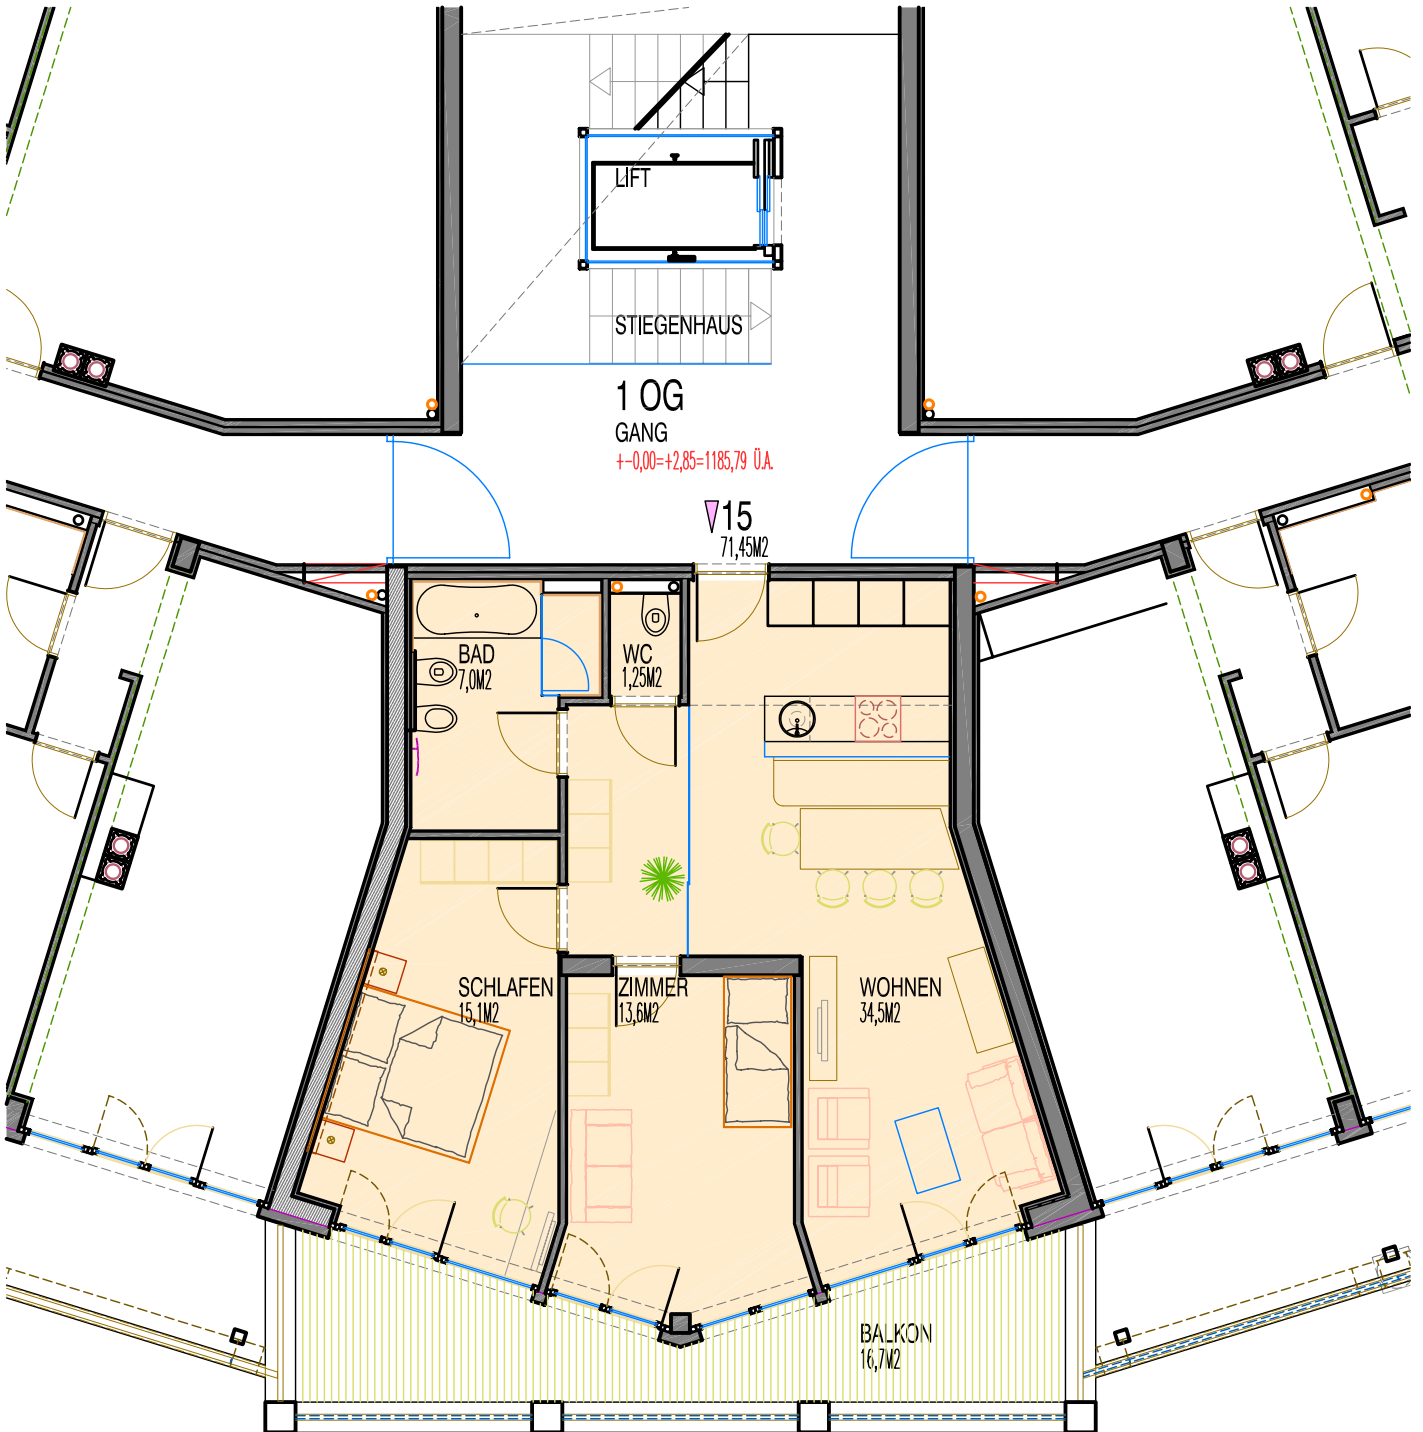 LIFT
STIEGENHAUS
1 OG
GANG
+-0,00=+2,85=1185,79 Ü.A.
15
71,45M2
BAD
7,0M2
WC
1,25M2
SCHLAFEN
15,1M2
ZIMMER
13,6M2
WOHNEN
34,5M2
BALKON
16,7M2